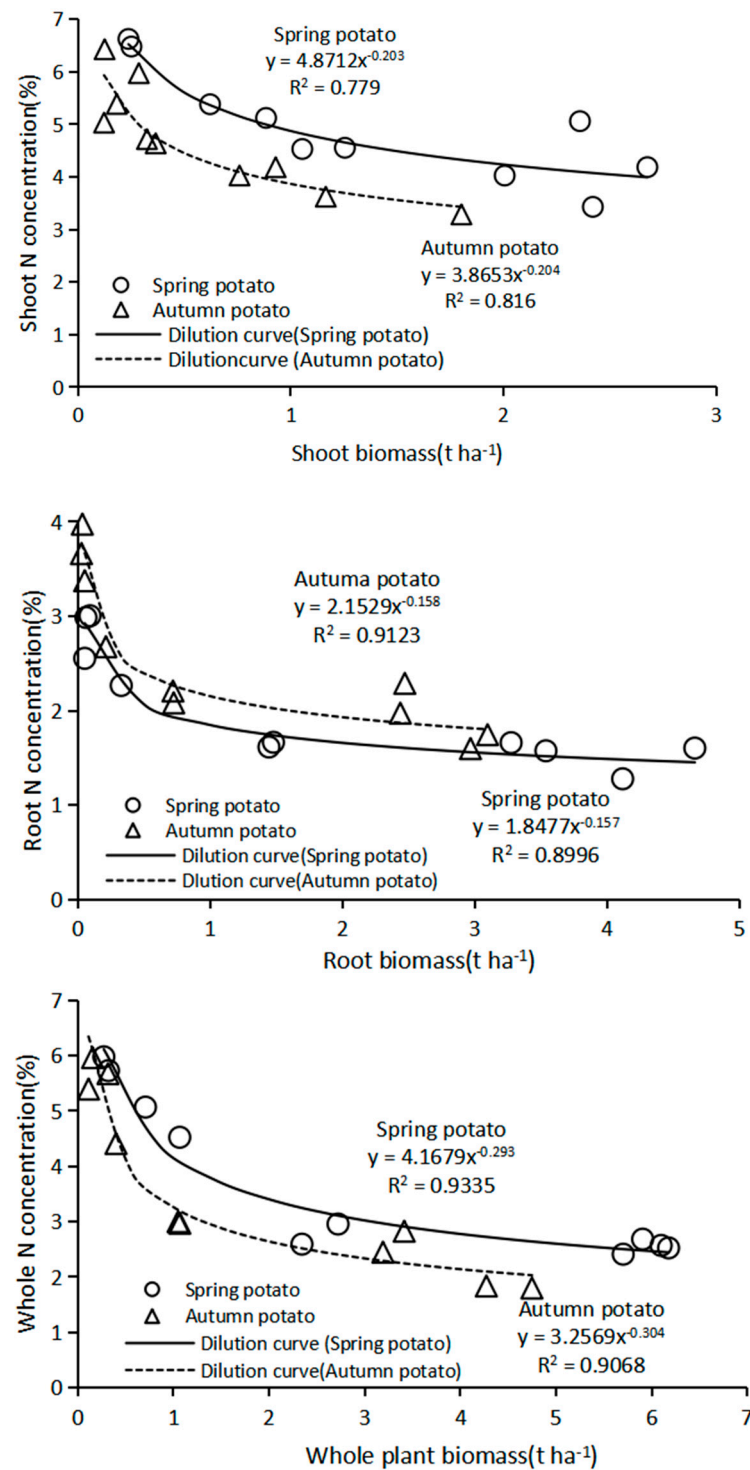 7
6
5
4
3
2
1
0
Shoot N concentration(%)
Spring potato
y = 4.8712x⁻⁰·²⁰³
R² = 0.779
Autumn potato
y = 3.8653x⁻⁰·²⁰⁴
R² = 0.816
Spring potato
Autumn potato
Dilution curve(Spring potato)
Dilutioncurve (Autumn potato)
0 1 2 3
Shoot biomass(t ha⁻¹)
4
3
2
1
0
Root N concentration(%)
Autuma potato
y = 2.1529x⁻⁰·¹⁵⁸
R² = 0.9123
Spring potato
y = 1.8477x⁻⁰·¹⁵⁷
R² = 0.8996
Spring potato
Autumn potato
Dilution curve(Spring potato)
Dlution curve(Autumn potato)
0 1 2 3 4 5
Root biomass(t ha⁻¹)
7
6
5
4
3
2
1
0
Whole N concentration(%)
Spring potato
y = 4.1679x⁻⁰·²⁹³
R² = 0.9335
Autumn potato
y = 3.2569x⁻⁰·³⁰⁴
R² = 0.9068
Spring potato
Autumn potato
Dilution curve (Spring potato)
Dilution curve(Autumn potato)
0 1 2 3 4 5 6 7
Whole plant biomass(t ha⁻¹)